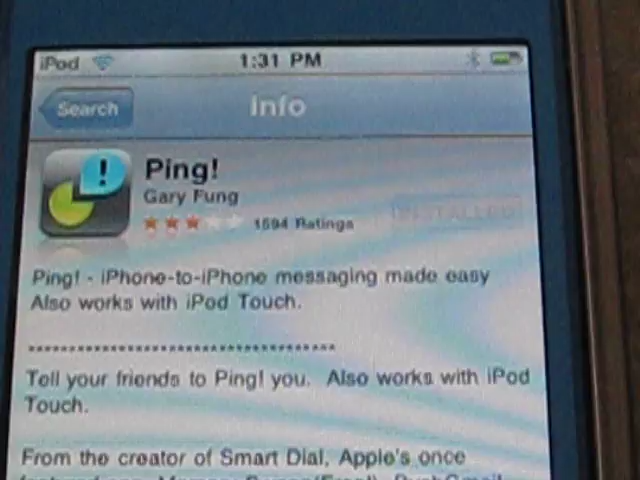 iPod 1:31 PM
Search Info
!
Ping!
Gary Fung
1594 Ratings INSTALLED
Ping! - iPhone-to-iPhone messaging made easy
Also works with iPod Touch.
************************************
Tell your friends to Ping! you. Also works with iPod
Touch.
From the creator of Smart Dial, Apple's once